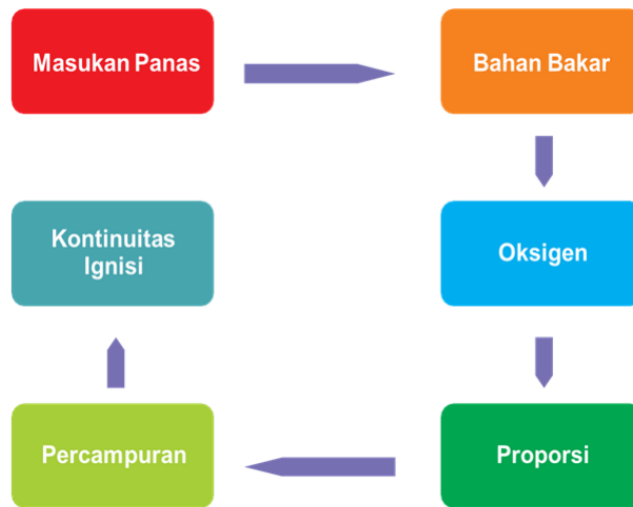 Masukan Panas
Bahan Bakar
Oksigen
Proporsi
Percampuran
Kontinuitas
Ignisi